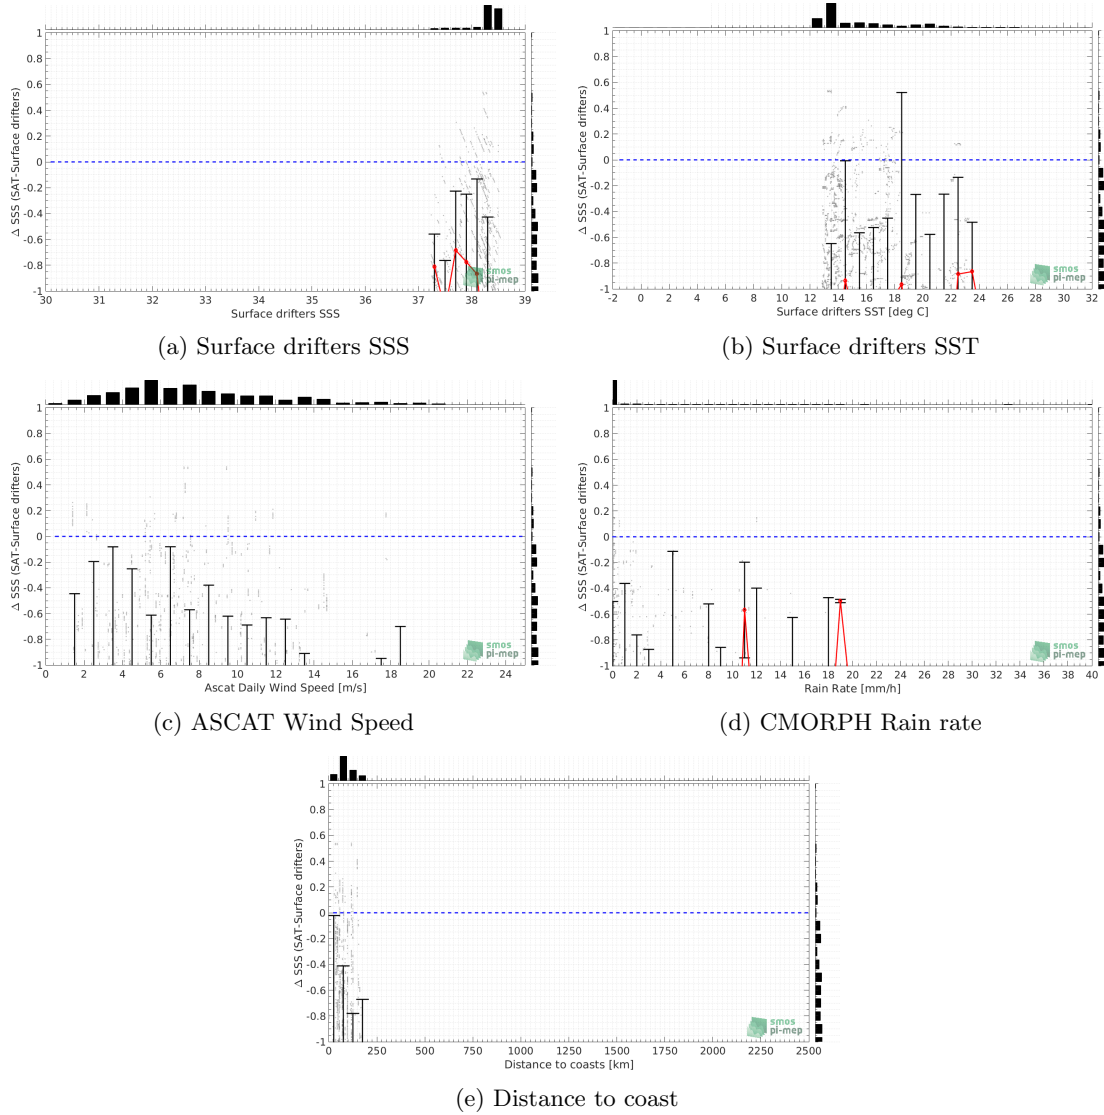 1
0.8
0.6
0.4
0.2
0
-0.2
-0.4
-0.6
-0.8
-1
Δ SSS (SAT-Surface drifters)
smos
pi-mep
30 31 32 33 34 35 36 37 38 39
Surface drifters SSS
(a) Surface drifters SSS
1
0.8
0.6
0.4
0.2
0
-0.2
-0.4
-0.6
-0.8
-1
Δ SSS (SAT-Surface drifters)
smos
pi-mep
-2 0 2 4 6 8 10 12 14 16 18 20 22 24 26 28 30 32
Surface drifters SST [deg C]
(b) Surface drifters SST
1
0.8
0.6
0.4
0.2
0
-0.2
-0.4
-0.6
-0.8
-1
Δ SSS (SAT-Surface drifters)
smos
pi-mep
0 2 4 6 8 10 12 14 16 18 20 22 24
Ascat Daily Wind Speed [m/s]
(c) ASCAT Wind Speed
1
0.8
0.6
0.4
0.2
0
-0.2
-0.4
-0.6
-0.8
-1
Δ SSS (SAT-Surface drifters)
smos
pi-mep
0 2 4 6 8 10 12 14 16 18 20 22 24 26 28 30 32 34 36 38 40
Rain Rate [mm/h]
(d) CMORPH Rain rate
1
0.8
0.6
0.4
0.2
0
-0.2
-0.4
-0.6
-0.8
-1
Δ SSS (SAT-Surface drifters)
smos
pi-mep
0 250 500 750 1000 1250 1500 1750 2000 2250 2500
Distance to coasts [km]
(e) Distance to coast